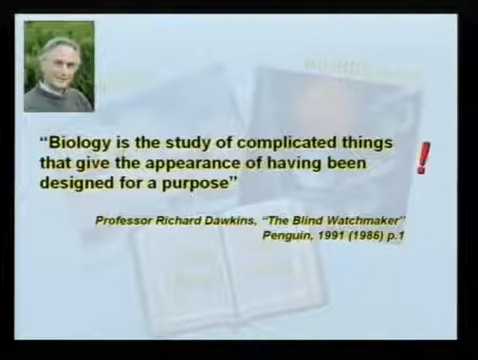 “Biology is the study of complicated things
that give the appearance of having been
designed for a purpose”
!
Professor Richard Dawkins, “The Blind Watchmaker”
Penguin, 1991 (1986) p.1